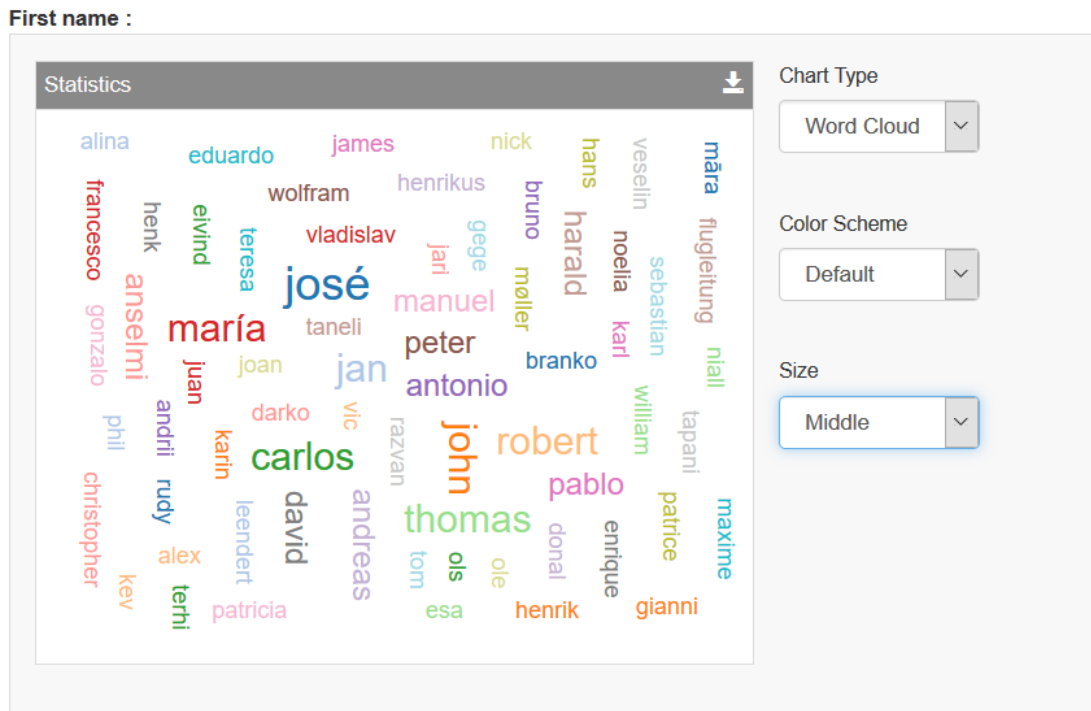 First name :
Statistics
Chart Type
Word Cloud
Color Scheme
Default
Size
Middle
alina
eduardo
james
nick
hans
veselin
māra
francesco
henk
eivind
teresa
wolfram
henrikus
bruno
vladislav
jari
gege
harald
noelia
flugleitung
sebastian
josé
manuel
møller
anselmi
gonzalo
maría
taneli
peter
karl
niall
juan
joan
jan
antonio
branko
william
phil
andrii
darko
vic
razvan
tapani
karin
carlos
john
robert
pablo
christopher
rudy
leendert
david
andreas
thomas
patrice
maxime
alex
tom
ols
ole
donal
enrique
kev
terhi
patricia
esa
henrik
gianni